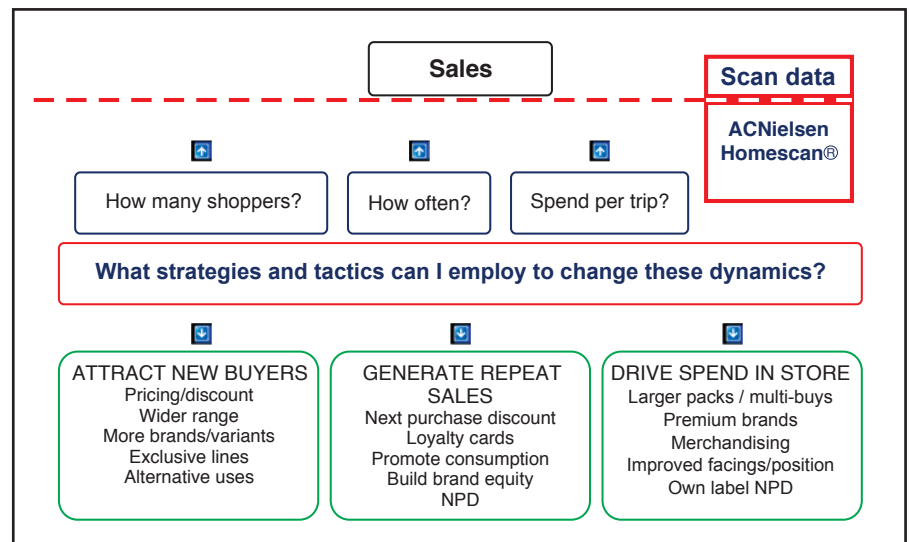 Sales
Scan data
ACNielsen
Homescan®
How many shoppers?
How often?
Spend per trip?
What strategies and tactics can I employ to change these dynamics?
ATTRACT NEW BUYERS
Pricing/discount
Wider range
More brands/variants
Exclusive lines
Alternative uses
GENERATE REPEAT
SALES
Next purchase discount
Loyalty cards
Promote consumption
Build brand equity
NPD
DRIVE SPEND IN STORE
Larger packs / multi-buys
Premium brands
Merchandising
Improved facings/position
Own label NPD